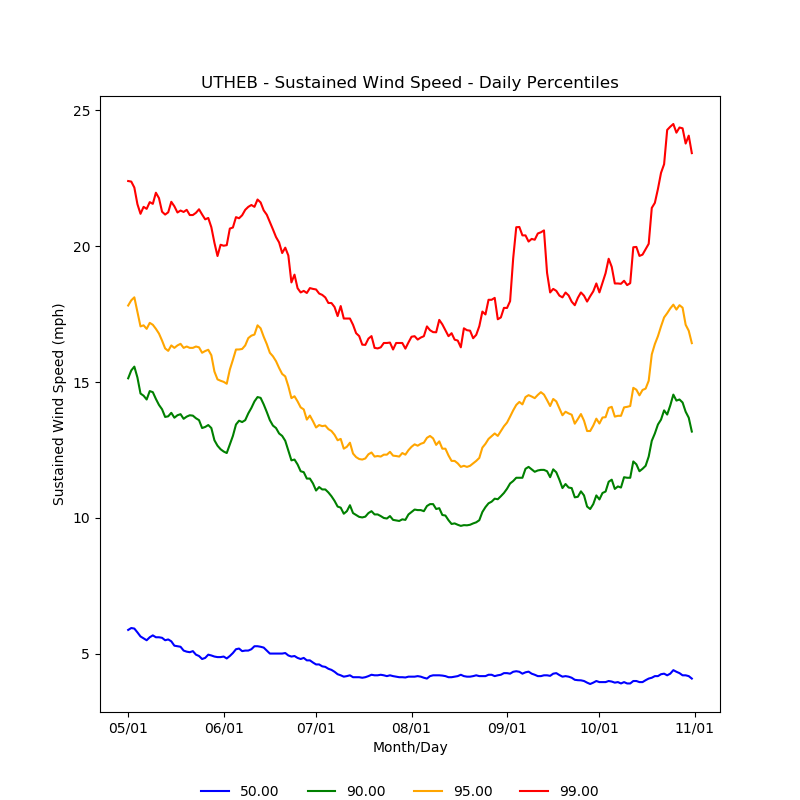 UTHEB - Sustained Wind Speed - Daily Percentiles
25
20
15
10
5
Sustained Wind Speed (mph)
05/01 06/01 07/01 08/01 09/01 10/01 11/01
Month/Day
50.00 90.00 95.00 99.00